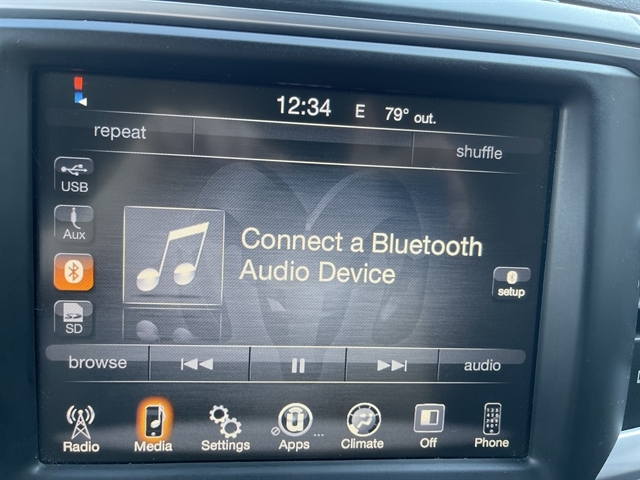 12:34 E 79° out.
repeat
shuffle
USB
Aux
SD
Connect a Bluetooth
Audio Device
setup
browse
audio
Radio
Media
Settings
Apps
...
Climate
Off
Phone